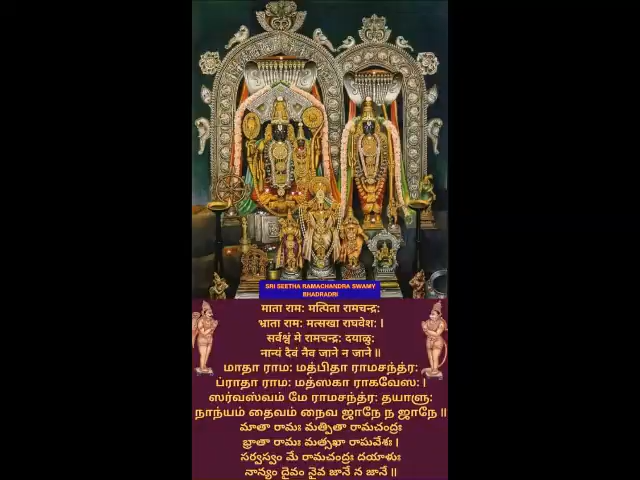 SRI SEETHA RAMACHANDRA SWAMY
BHADRADRI
माता राम: मत्पिता रामचन्द्र:
भ्राता राम: मत्सखा राघवेश: ।
सर्वश्वं मे रामचन्द्र: दयाळु:
नान्यं दैवं नैव जाने न जाने ॥
மாதா ராம: மத்பிதா ராமசந்த்ர:
ப்ராதா ராம: மத்ஸகா ராகவேஸ: |
ஸர்வஸ்வம் மே ராமசந்த்ர: தயாளு:
நாந்யம் தைவம் நைவ ஜாநே ந ஜாநே ॥
మాతా రామః మత్పితా రామచంద్రః
భ్రాతా రామః మత్సఖా రాఘవేశః ।
సర్వస్వం మే రామచంద్రః దయాళుః
నాన్యం దైవం నైవ జానే న జానే ॥